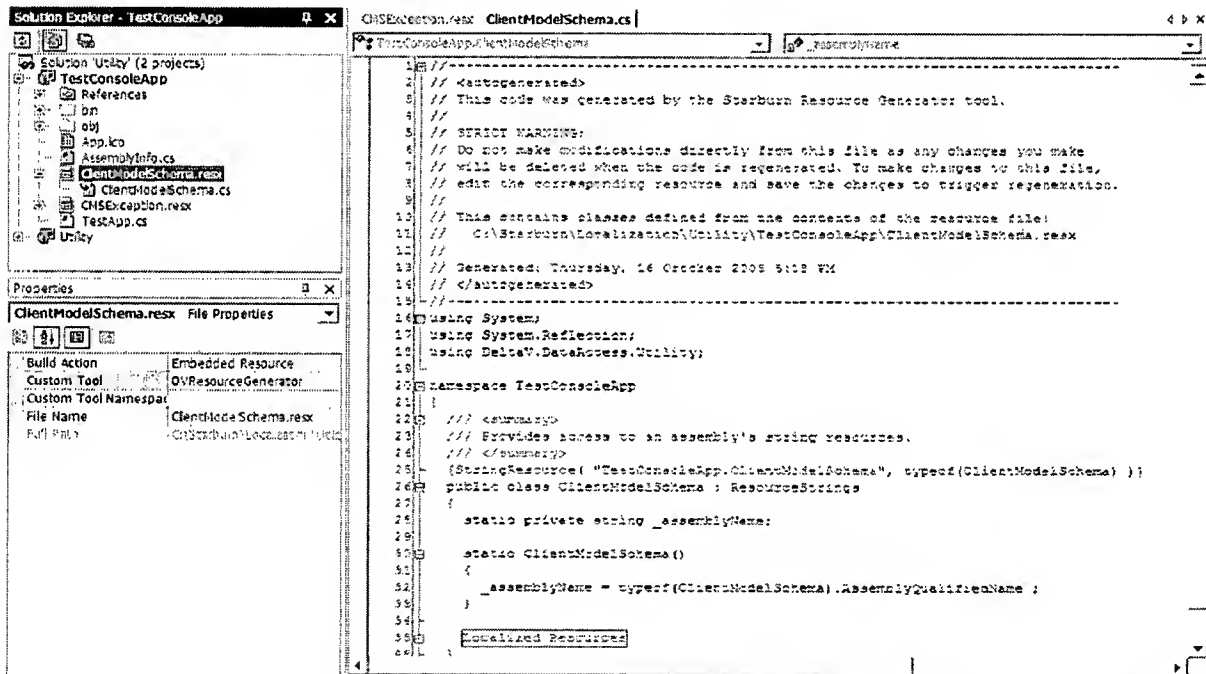 Solution Explorer - TestConsoleApp
Solution 'Utility' (2 projects)
TestConsoleApp
References
bin
obj
App.ico
AssemblyInfo.cs
ClientModelSchema.resx
ClientModelSchema.cs
CMSException.resx
TestApp.cs
Utility
Properties
ClientModelSchema.resx File Properties
Build Action Embedded Resource
Custom Tool DVResourceGenerator
Custom Tool Namespac
File Name ClientModelSchema.resx
Full Path C:\Starburn\Localization\
CMSException.resx ClientModelSchema.cs
TestConsoleApp.ClientModelSchema _assemblyName
1 //----------------------------------------------------------------
2 // <autogenerated>
3 // This code was generated by the Starburn Resource Generator tool.
4 //
5 // STRICT WARNING:
6 // Do not make modifications directly from this file as any changes you make
7 // will be deleted when the code is regenerated. To make changes to this file,
8 // edit the corresponding resource and save the changes to trigger regeneration.
9 //
10 // This contains classes defined from the contents of the resource file:
11 // C:\Starburn\Localization\Utility\TestConsoleApp\ClientModelSchema.resx
12 //
13 // Generated: Thursday, 16 October 5:12 PM
14 // </autogenerated>
15 //----------------------------------------------------------------
16 using System;
17 using System.Reflection;
18 using DeltaV.DataAccess.Utility;
19
20 namespace TestConsoleApp
21 {
22 /// <summary>
23 /// Provides access to an assembly's string resources.
24 /// </summary>
25 [StringResource( "TestConsoleApp.ClientModelSchema", typeof(ClientModelSchema) )]
26 public class ClientModelSchema : ResourceStrings
27 {
28 static private string _assemblyName;
29
30 static ClientModelSchema()
31 {
32 _assemblyName = typeof(ClientModelSchema).AssemblyQualifiedName ;
33 }
34
35 Localized Resources